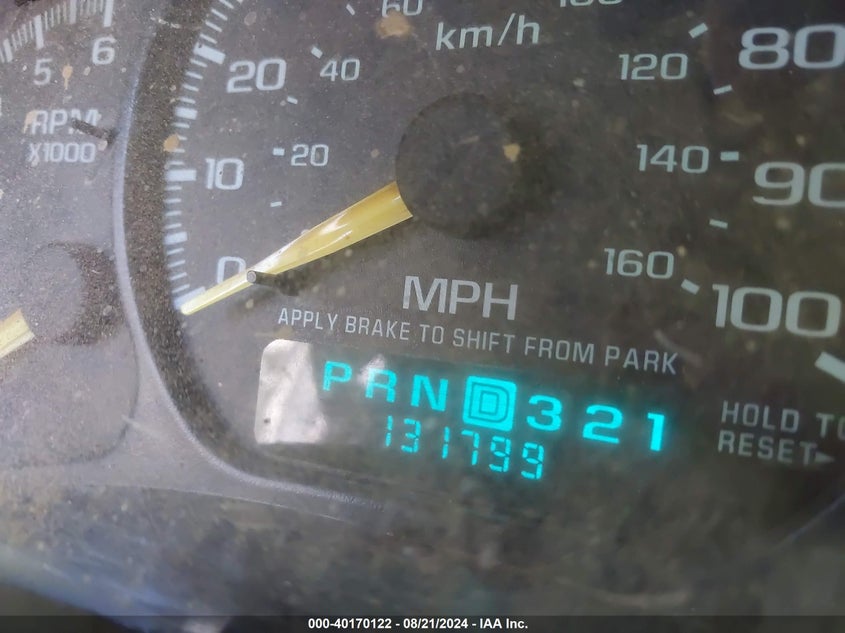 5 6
RPM
X1000
km/h
60
20 40
10 20
0
80
120
140 90
160 100
MPH
APPLY BRAKE TO SHIFT FROM PARK
PRND321
131799
HOLD TO
RESET
000-40170122 - 08/21/2024 - IAA Inc.